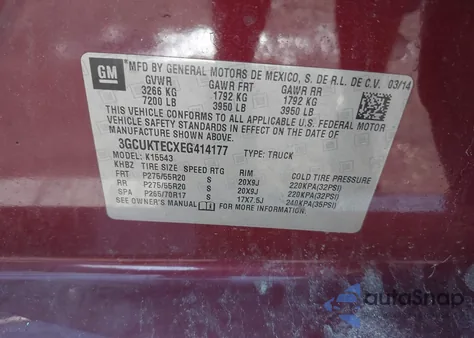 GM
MFD BY GENERAL MOTORS DE MEXICO, S. DE R.L. DE C.V. 03/14
GVWR GAWR FRT GAWR RR
3266 KG 1792 KG 1792 KG
7200 LB 3950 LB 3950 LB
THIS VEHICLE CONFORMS TO ALL APPLICABLE U.S. FEDERAL MOTOR
VEHICLE SAFETY STANDARDS IN EFFECT ON THE DATE OF
3GCUKTECXEG414177 TYPE: TRUCK
MODEL: K15543
KHBZ TIRE SIZE SPEED RTG RIM COLD TIRE PRESSURE
FRT P275/55R20 S 20X9J 220KPA(32PSI)
RR P275/55R20 S 20X9J 220KPA(32PSI)
SPA P265/70R17 S 17X7.5J 240KPA(35PSI)
SEE OWNER'S MANUAL FOR MORE INFORMATION
autoSnap